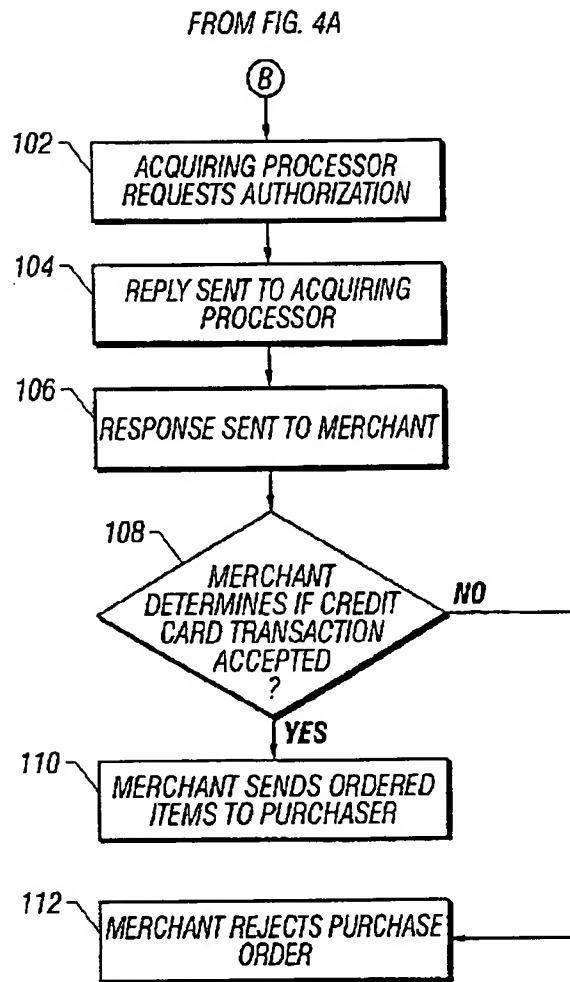 FROM FIG. 4A
B
102
ACQUIRING PROCESSOR
REQUESTS AUTHORIZATION
104
REPLY SENT TO ACQUIRING
PROCESSOR
106
RESPONSE SENT TO MERCHANT
108
MERCHANT
DETERMINES IF CREDIT
CARD TRANSACTION
ACCEPTED
?
NO
YES
110
MERCHANT SENDS ORDERED
ITEMS TO PURCHASER
112
MERCHANT REJECTS PURCHASE
ORDER